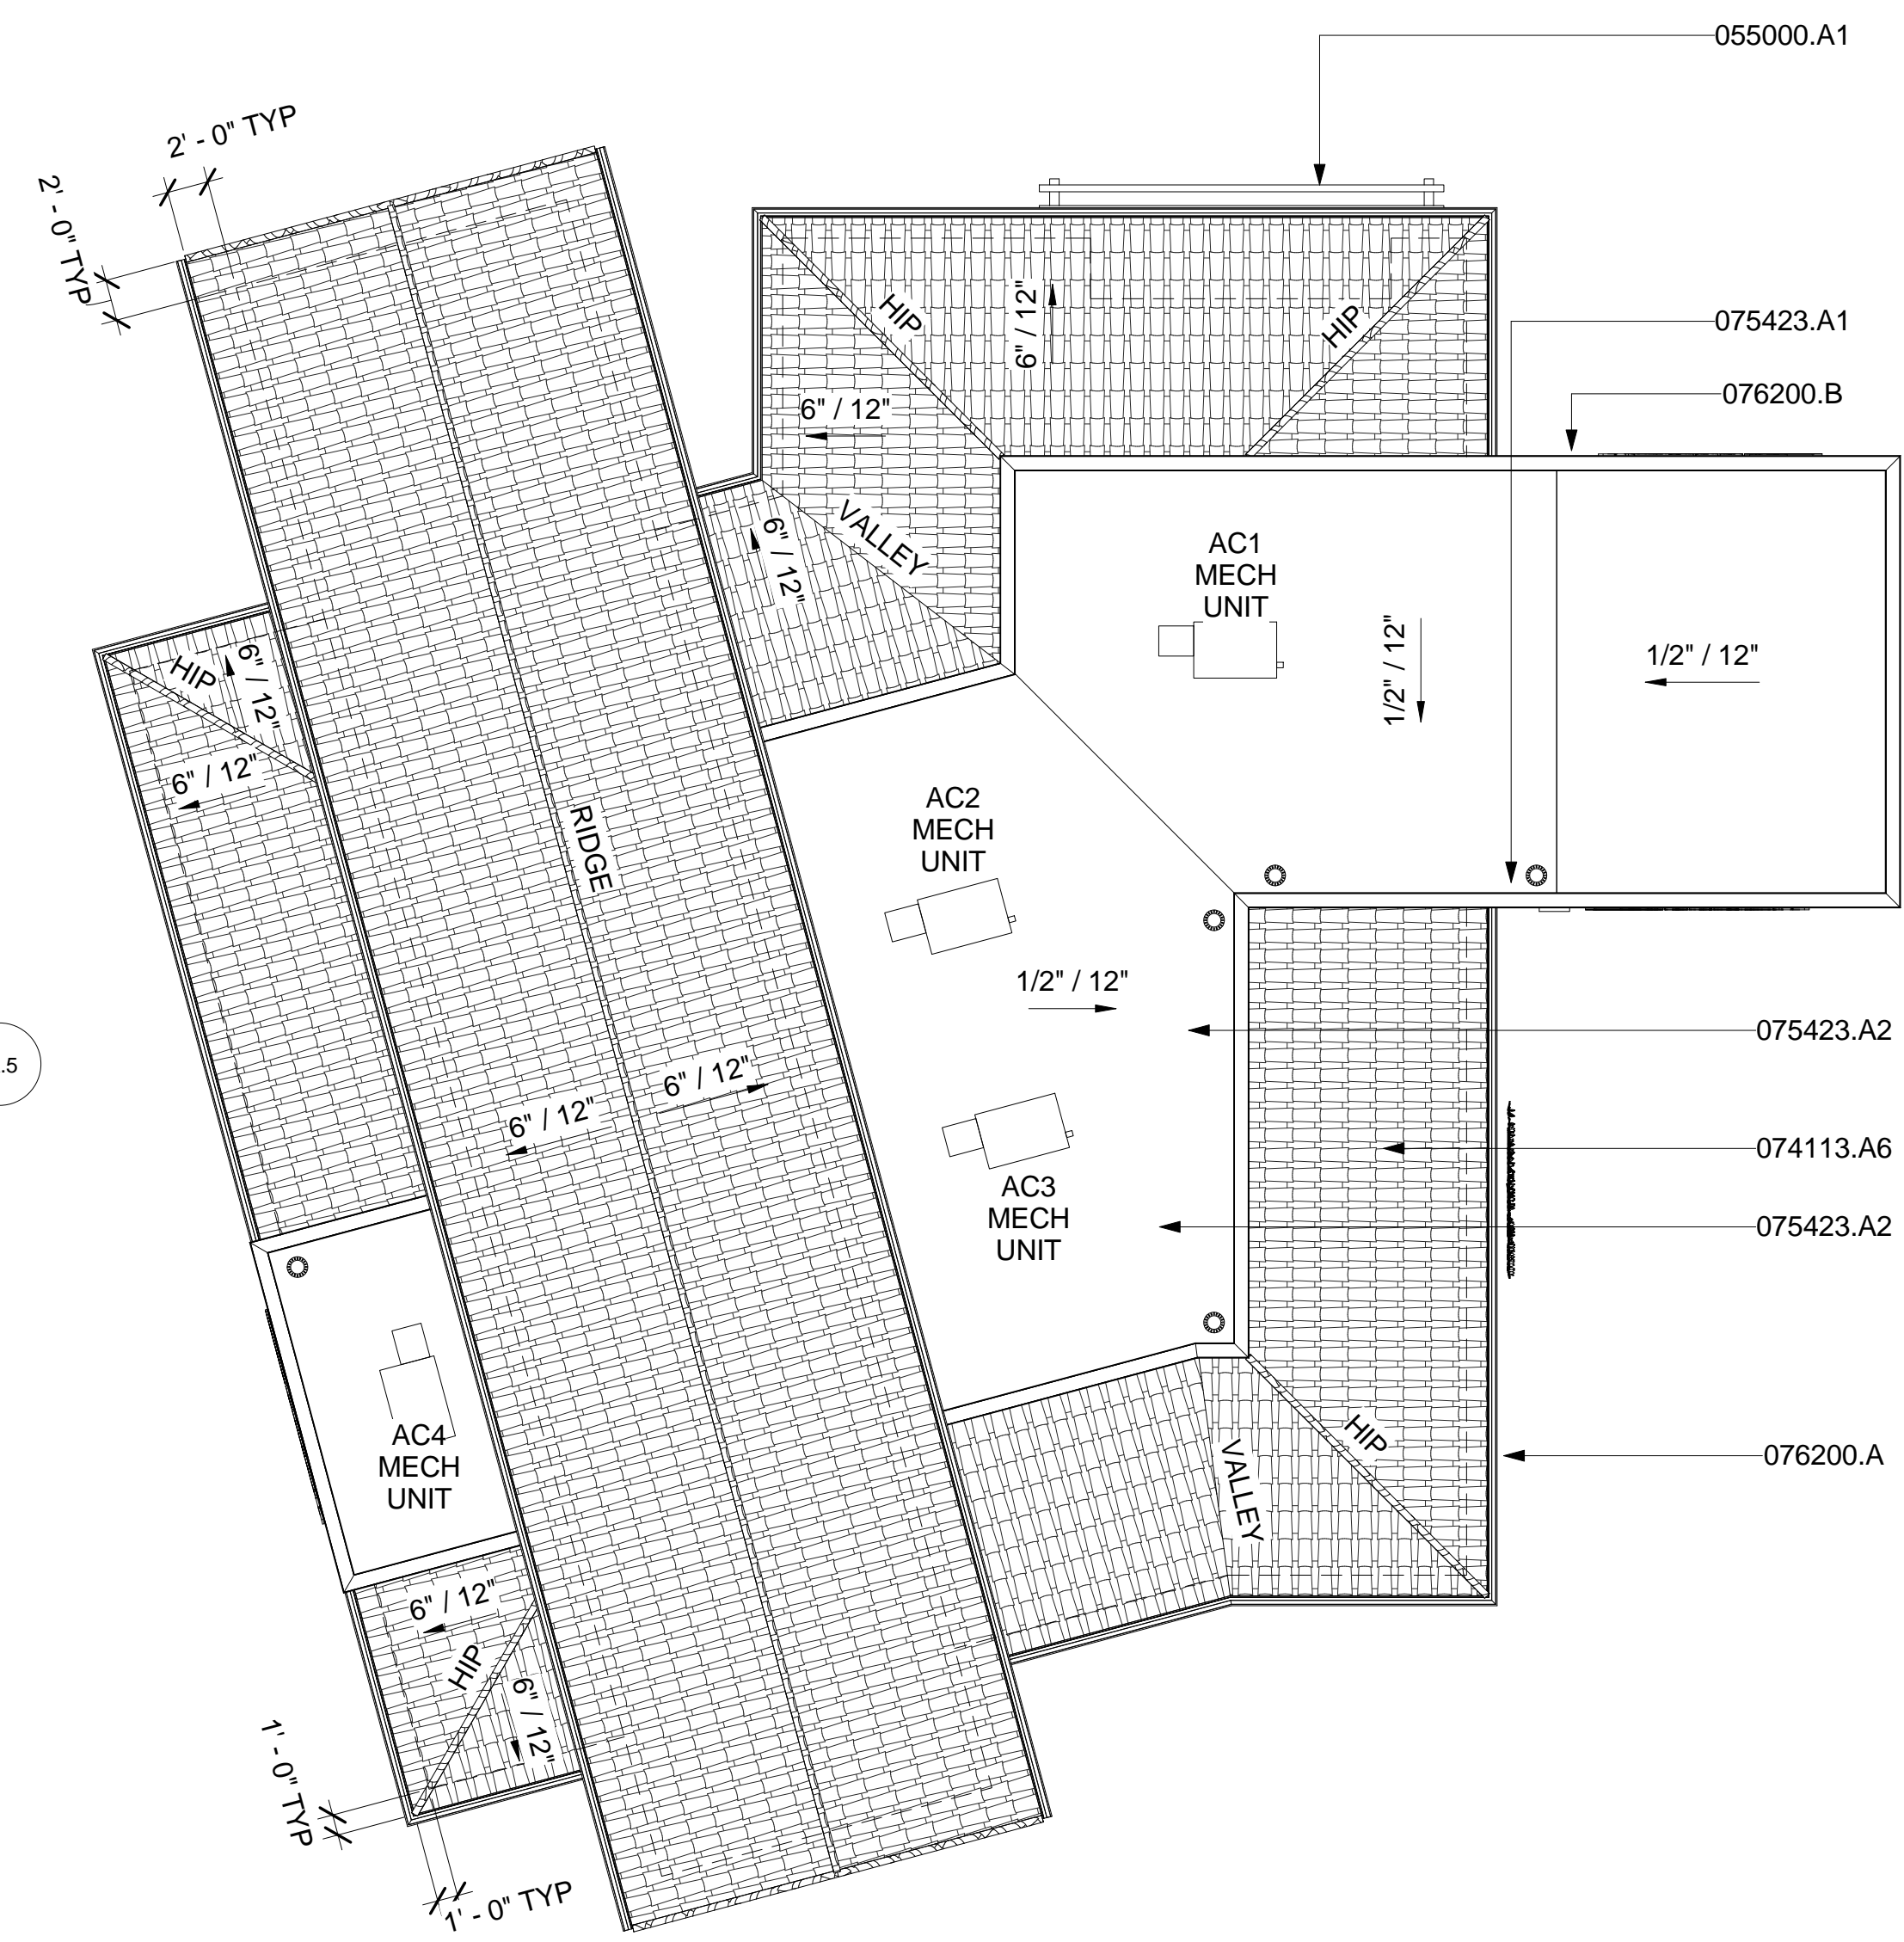 055000.A1
2' - 0" TYP
2' - 0" TYP
HIP
6" / 12"
HIP
075423.A1
076200.B
6" / 12"
VALLEY
6" / 12"
AC1
MECH
UNIT
1/2" / 12"
1/2" / 12"
HIP
6" / 12"
6" / 12"
RIDGE
AC2
MECH
UNIT
1/2" / 12"
075423.A2
.5
6" / 12"
6" / 12"
074113.A6
AC3
MECH
UNIT
075423.A2
AC4
MECH
UNIT
HIP
VALLEY
076200.A
6" / 12"
HIP
6" / 12"
1' - 0" TYP
1' - 0" TYP